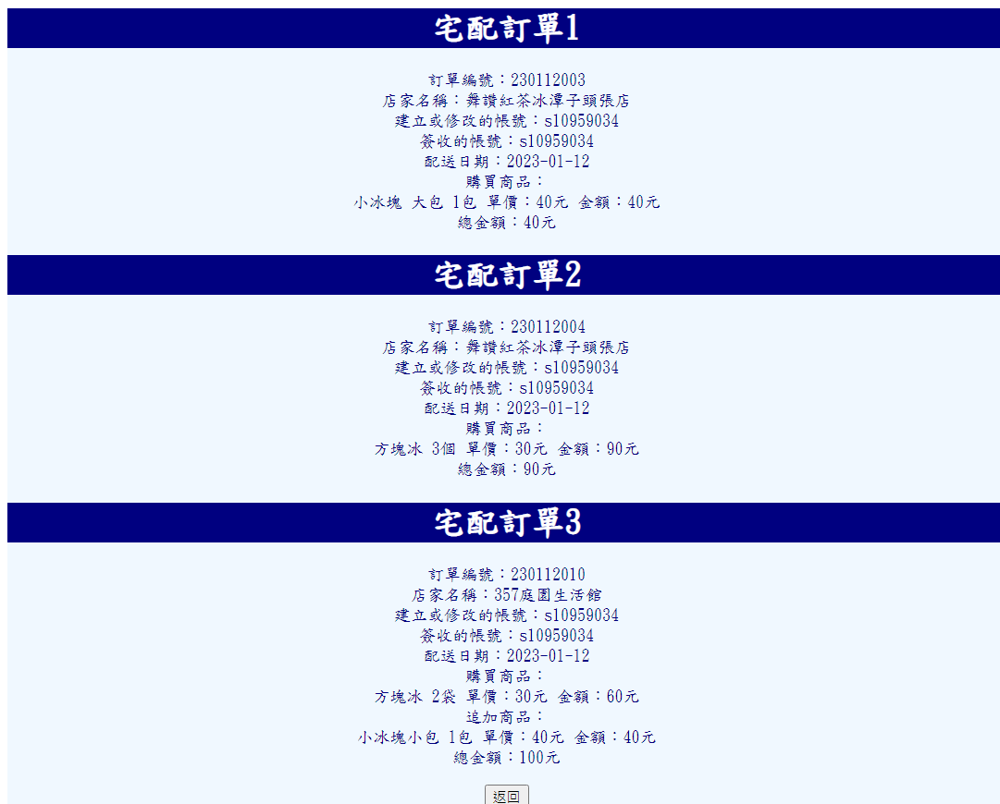 宅配訂單1
訂單編號：230112003
店家名稱：舞讚紅茶冰潭子頭張店
建立或修改的帳號：s10959034
簽收的帳號：s10959034
配送日期：2023-01-12
購買商品：
小冰塊 大包 1包 單價：40元 金額：40元
總金額：40元
宅配訂單2
訂單編號：230112004
店家名稱：舞讚紅茶冰潭子頭張店
建立或修改的帳號：s10959034
簽收的帳號：s10959034
配送日期：2023-01-12
購買商品：
方塊冰 3個 單價：30元 金額：90元
總金額：90元
宅配訂單3
訂單編號：230112010
店家名稱：357庭園生活館
建立或修改的帳號：s10959034
簽收的帳號：s10959034
配送日期：2023-01-12
購買商品：
方塊冰 2袋 單價：30元 金額：60元
追加商品：
小冰塊小包 1包 單價：40元 金額：40元
總金額：100元
返回